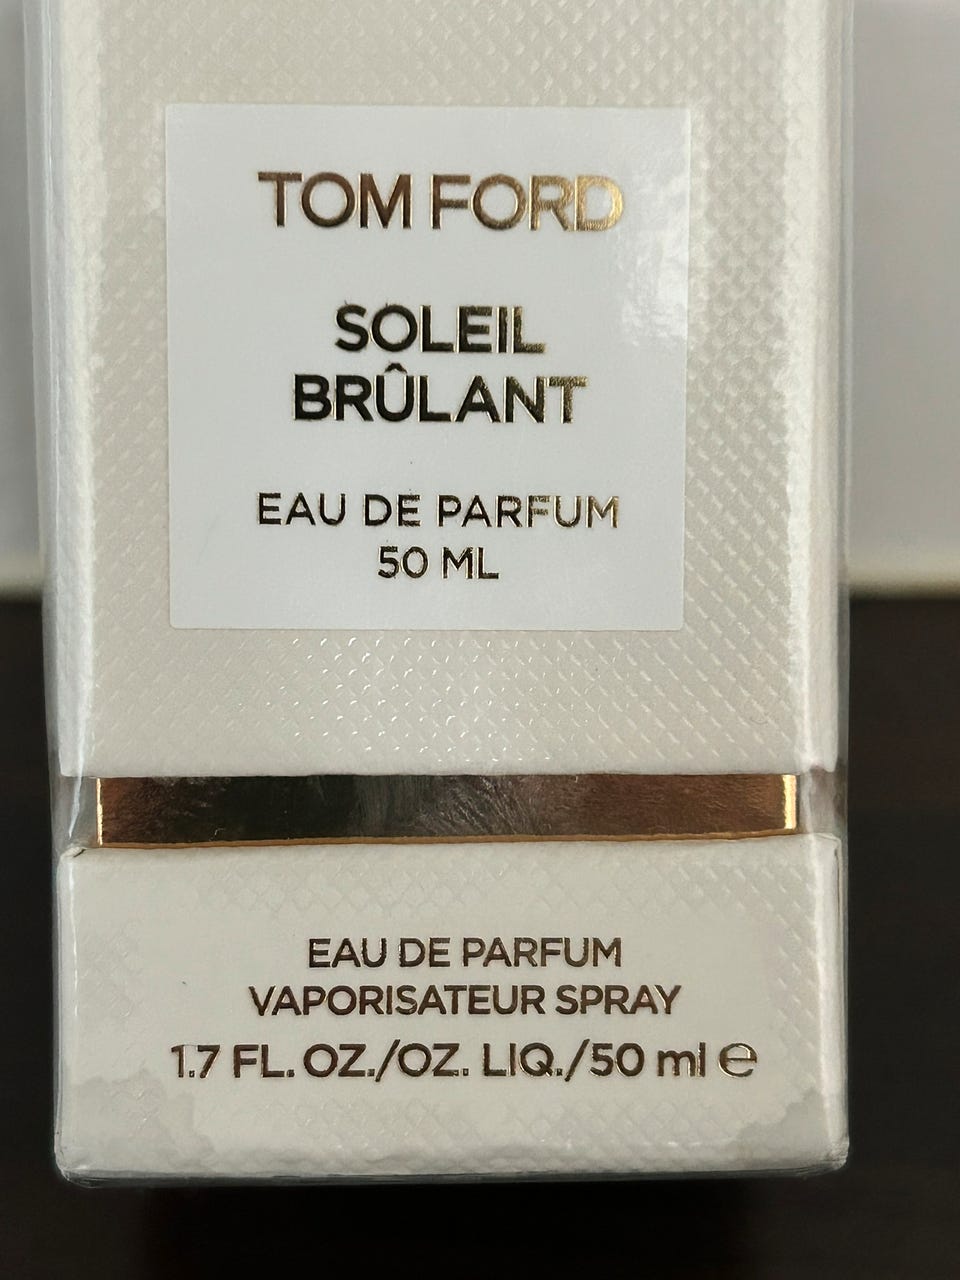 TOM FORD
SOLEIL
BRÛLANT
EAU DE PARFUM
50 ML
EAU DE PARFUM
VAPORISATEUR SPRAY
1.7 FL. OZ./OZ. LIQ./50 ml ℮